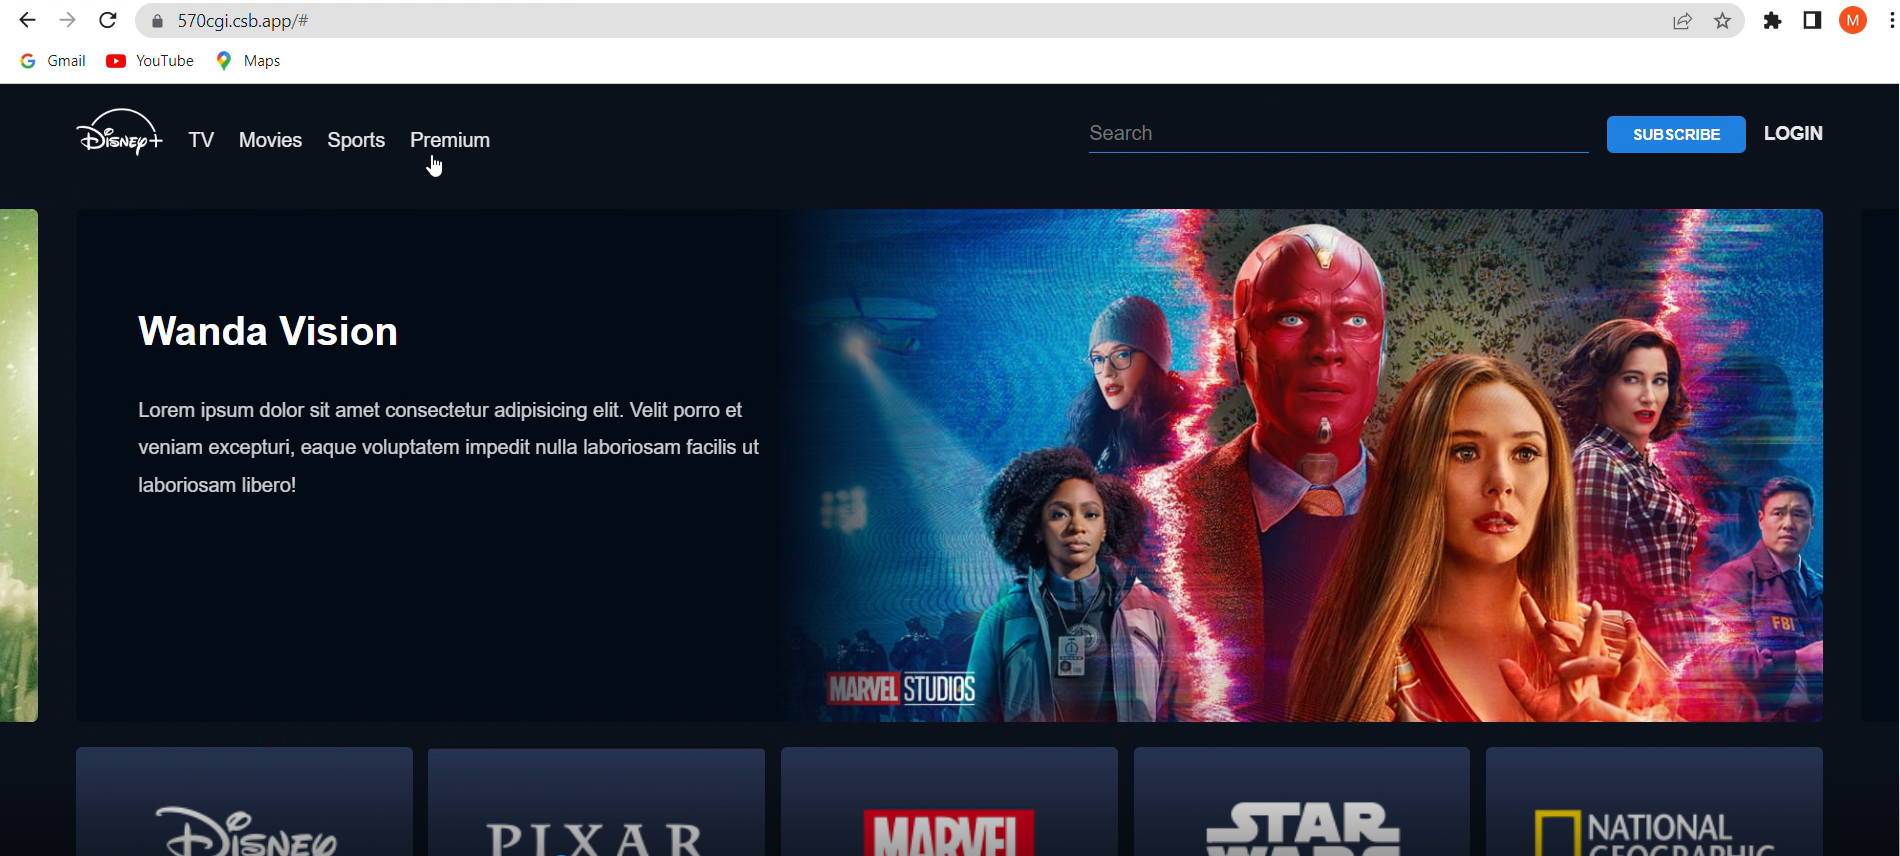 570cgi.csb.app/#
M
Gmail
YouTube
Maps
Disney+
TV
Movies
Sports
Premium
Search
SUBSCRIBE
LOGIN
Wanda Vision
Lorem ipsum dolor sit amet consectetur adipisicing elit. Velit porro et
veniam excepturi, eaque voluptatem impedit nulla laboriosam facilis ut
laboriosam libero!
FBI
MARVEL STUDIOS
DISNEY
PIXAR
MARVEL
STAR
WARS
NATIONAL
GEOGRAPHIC